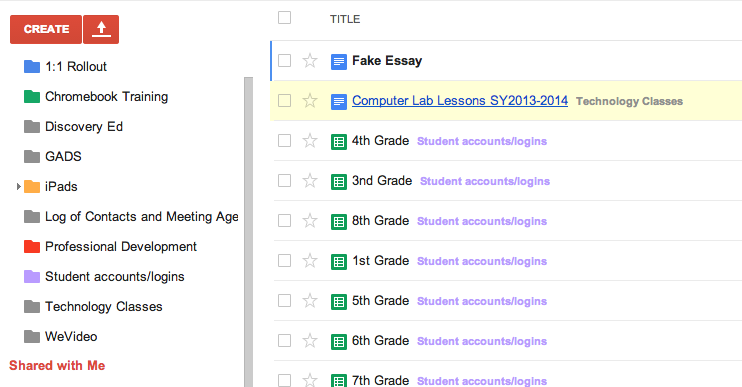 CREATE
1:1 Rollout
Chromebook Training
Discovery Ed
GADS
iPads
Log of Contacts and Meeting Age
Professional Development
Student accounts/logins
Technology Classes
WeVideo
Shared with Me
TITLE
Fake Essay
Computer Lab Lessons SY2013-2014 Technology Classes
4th Grade Student accounts/logins
3nd Grade Student accounts/logins
8th Grade Student accounts/logins
1st Grade Student accounts/logins
5th Grade Student accounts/logins
6th Grade Student accounts/logins
7th Grade Student accounts/logins